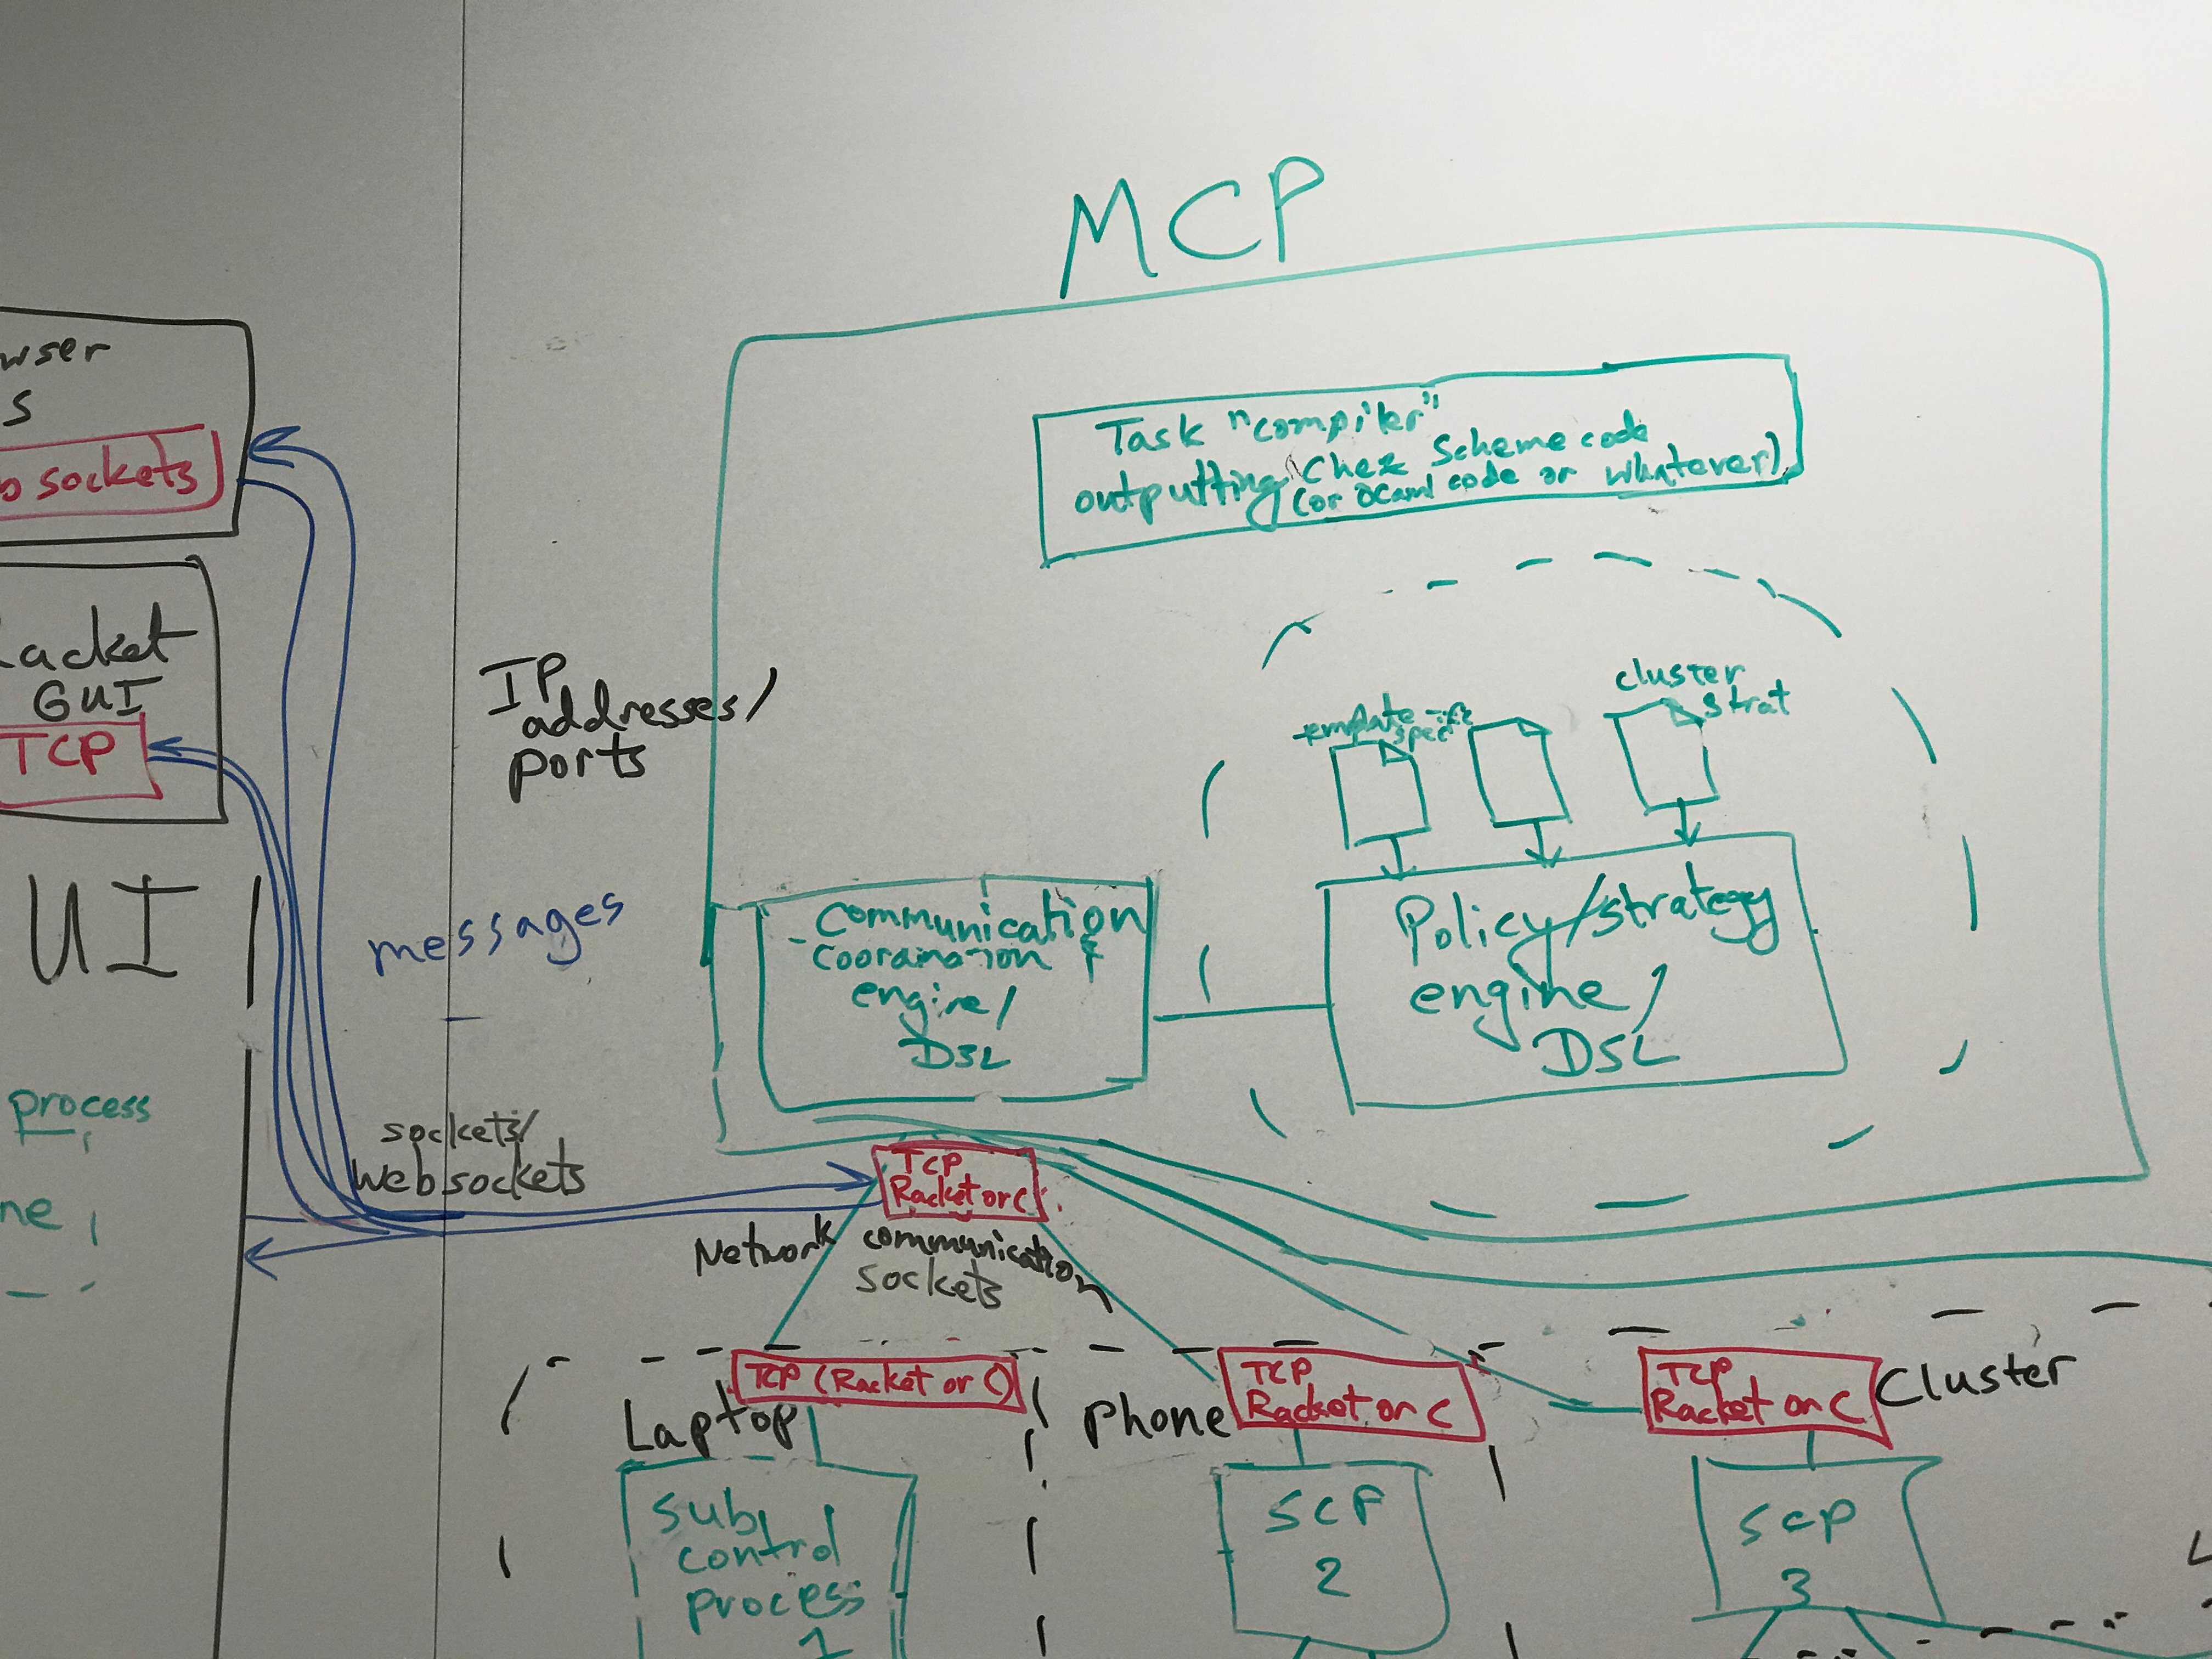 MCP
Task "compiler"
outputting Chez Scheme code
(or OCaml code or whatever)
wser
s
b sockets
Racket
GUI
TCP
UI
process
ne
IP
addresses/
ports
messages
sockets/
websockets
template-
specific
cluster
strat
Communication
Coordination &
engine/
DSL
Policy/strategy
engine/
DSL
TCP
Racket or C
Network communication
sockets
TCP (Racket or C)
Laptop
sub
control
process
1
Phone
TCP
Racket or C
SCP
2
TCP
Racket or C
Cluster
SCP
3